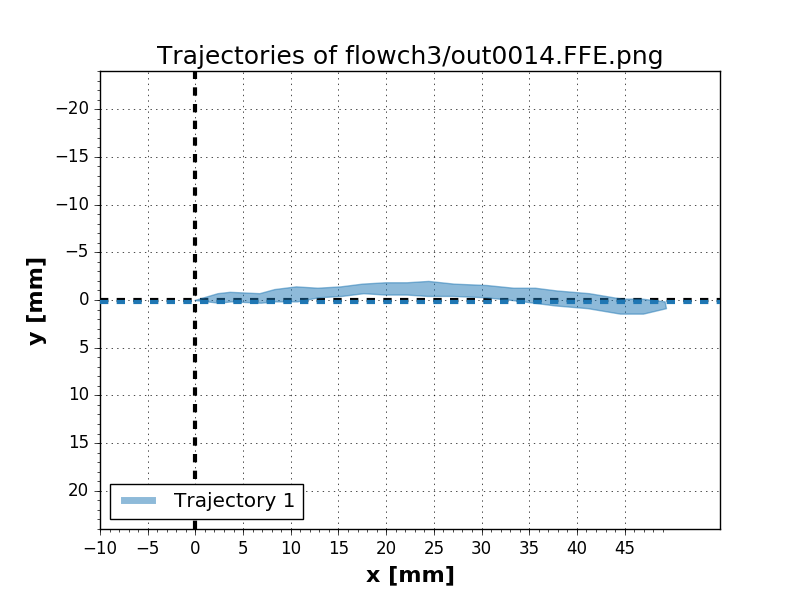 Trajectories of flowch3/out0014.FFE.png
y [mm]
−20
−15
−10
−5
0
5
10
15
20
Trajectory 1
−10 −5 0 5 10 15 20 25 30 35 40 45
x [mm]